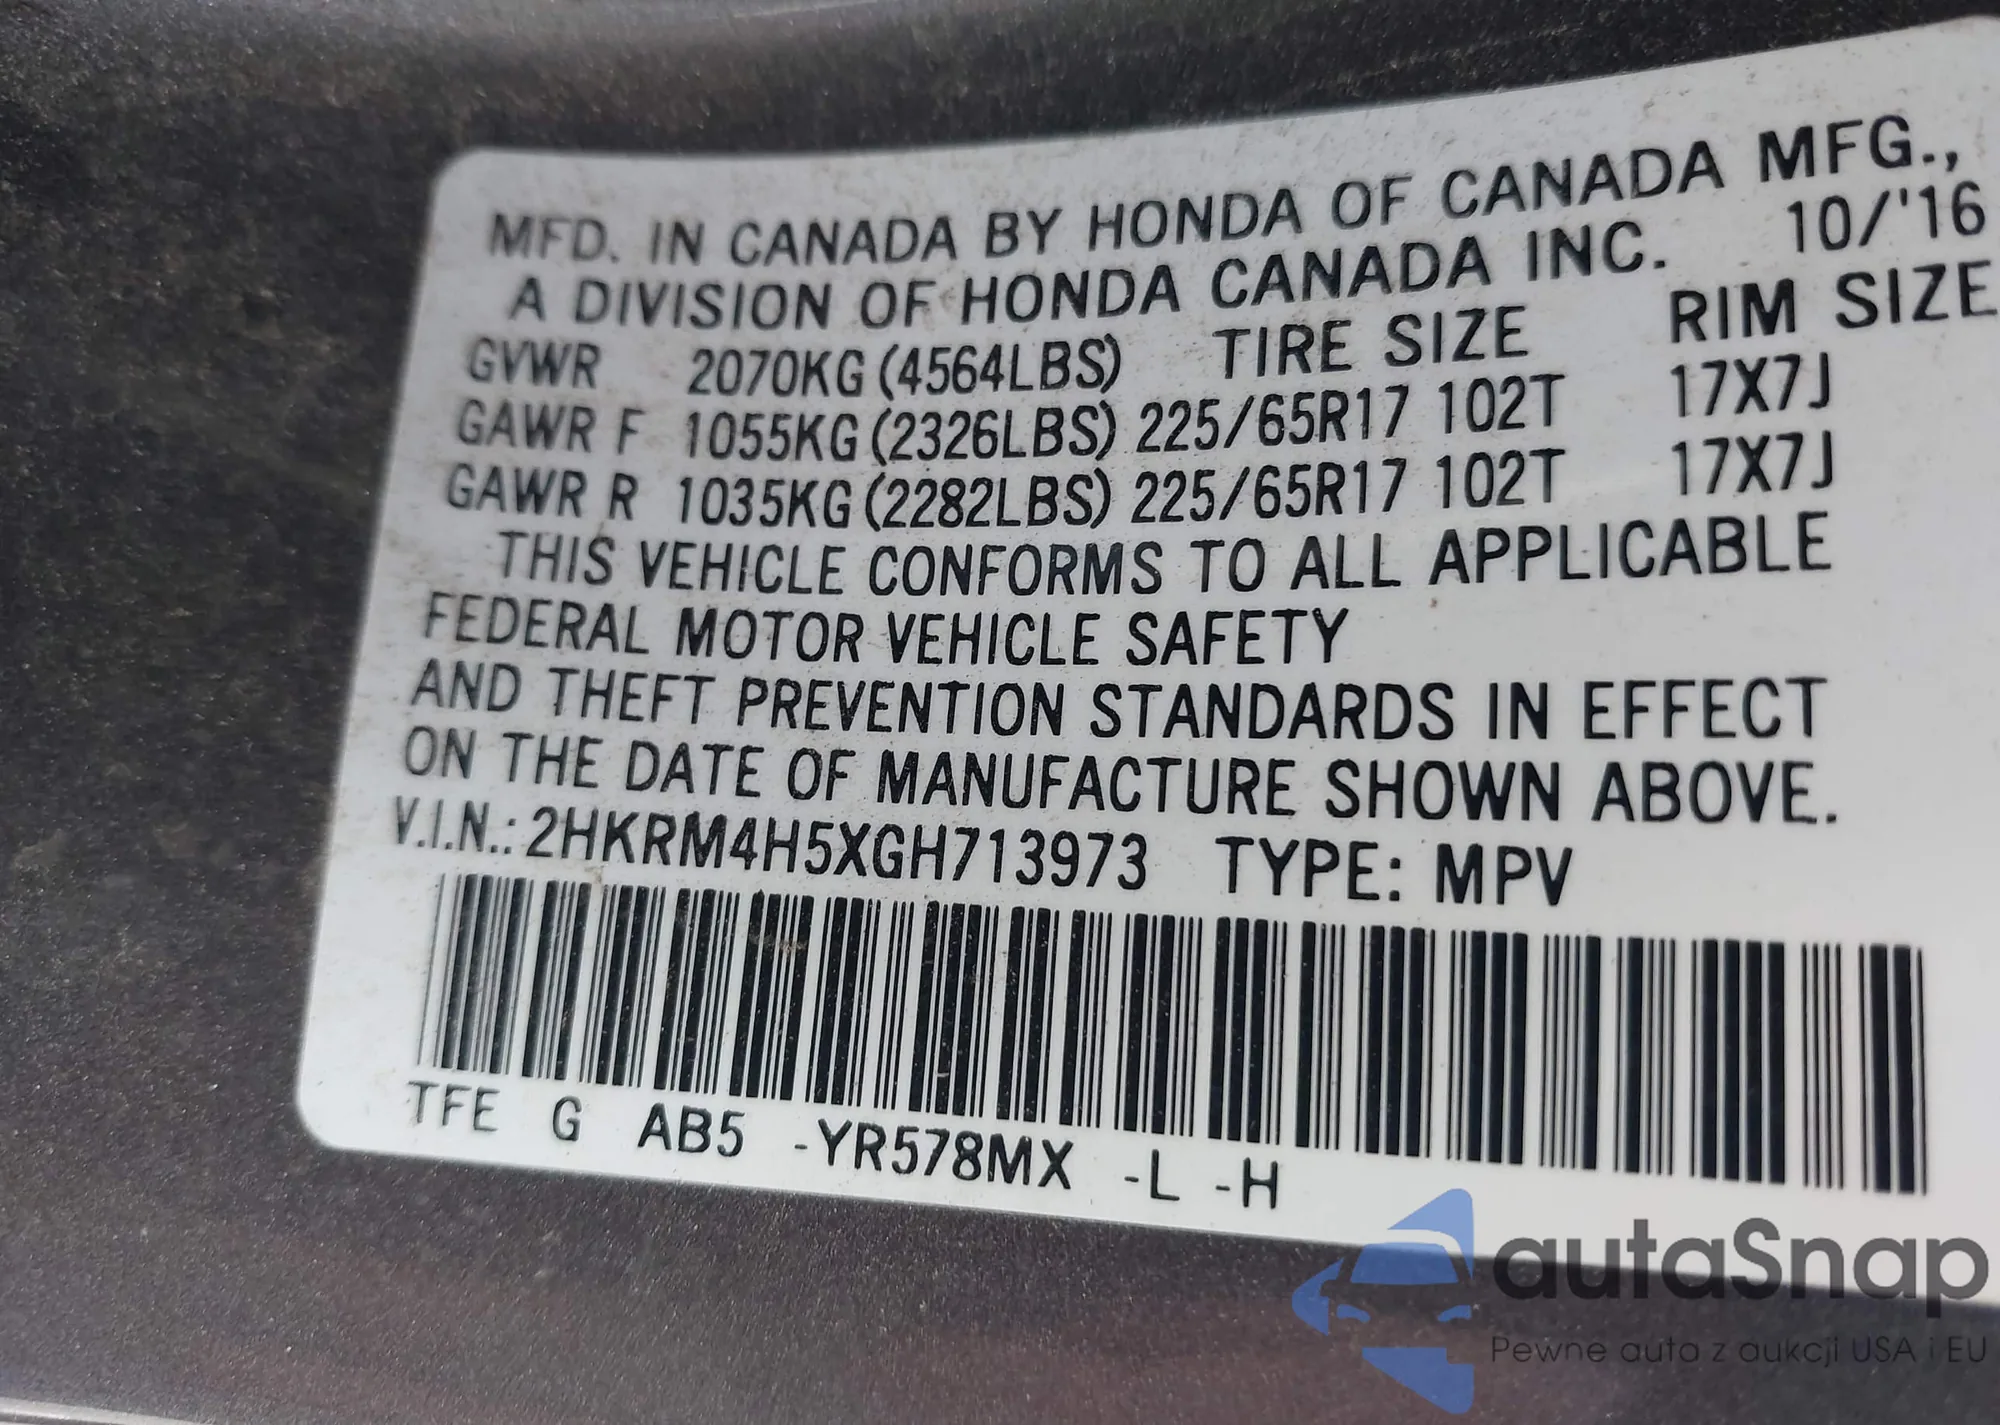 MFD. IN CANADA BY HONDA OF CANADA MFG.,
A DIVISION OF HONDA CANADA INC. 10/'16
GVWR 2070KG (4564LBS) TIRE SIZE RIM SIZE
GAWR F 1055KG (2326LBS) 225/65R17 102T 17X7J
GAWR R 1035KG (2282LBS) 225/65R17 102T 17X7J
THIS VEHICLE CONFORMS TO ALL APPLICABLE
FEDERAL MOTOR VEHICLE SAFETY
AND THEFT PREVENTION STANDARDS IN EFFECT
ON THE DATE OF MANUFACTURE SHOWN ABOVE.
V.I.N.: 2HKRM4H5XGH713973 TYPE: MPV
TFE G AB5 -YR578MX -L -H
autaSnap
Pewne auta z aukcji USA i EU